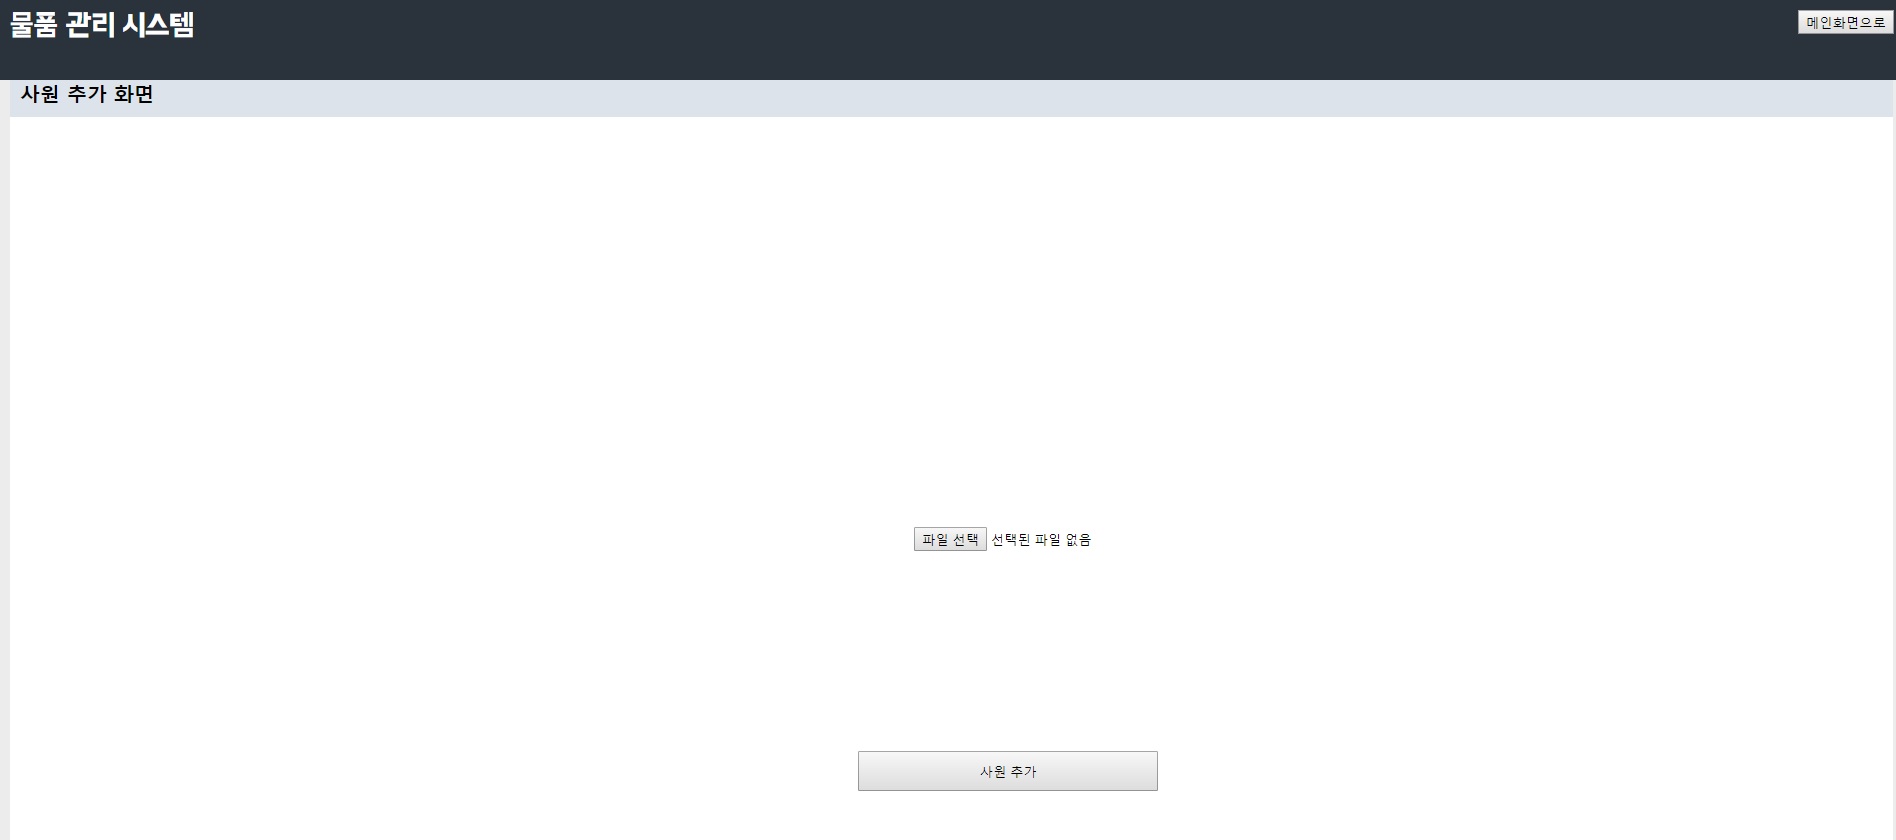 물품 관리 시스템
메인화면으로
사원 추가 화면
파일 선택 선택된 파일 없음
사원 추가